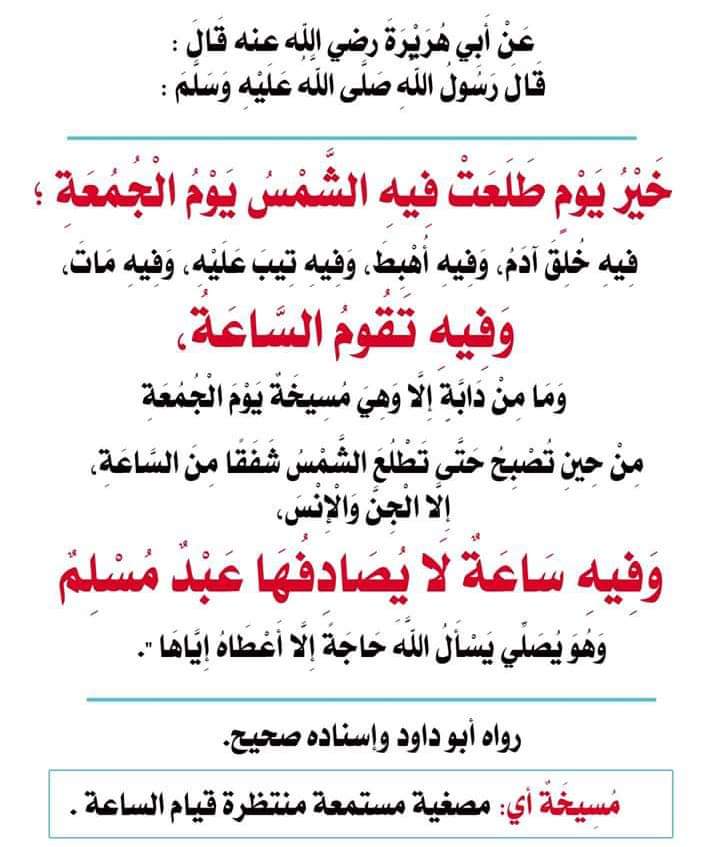 عَنْ أَبي هُرَيْرَةَ رضي الله عنه قَالَ :
قَالَ رَسُولُ اللَّهِ صَلَّى اللَّهُ عَلَيْهِ وَسَلَّمَ :
خَيْرُ يَوْمٍ طَلَعَتْ فِيهِ الشَّمْسُ يَوْمُ الْجُمُعَةِ ؛
فِيهِ خُلِقَ آدَمُ، وَفِيهِ أُهْبِطَ، وَفِيهِ تِيبَ عَلَيْهِ، وَفِيهِ مَاتَ،
وَفِيهِ تَقُومُ السَّاعَةُ،
وَمَا مِنْ دَابَّةٍ إِلَّا وَهِيَ مُسِيخَةٌ يَوْمَ الْجُمُعَةِ
مِنْ حِينِ تُصْبِحُ حَتَّى تَطْلُعَ الشَّمْسُ شَفَقًا مِنَ السَّاعَةِ،
إِلَّا الْجِنَّ وَالْإِنْسَ،
وَفِيهِ سَاعَةٌ لَا يُصَادِفُهَا عَبْدٌ مُسْلِمٌ
وَهُوَ يُصَلِّي يَسْأَلُ اللَّهَ حَاجَةً إِلَّا أَعْطَاهُ إِيَّاهَا ".
رواه أبو داود وإسناده صحيح.
مُسِيخَةٌ أي: مصغية مستمعة منتظرة قيام الساعة .